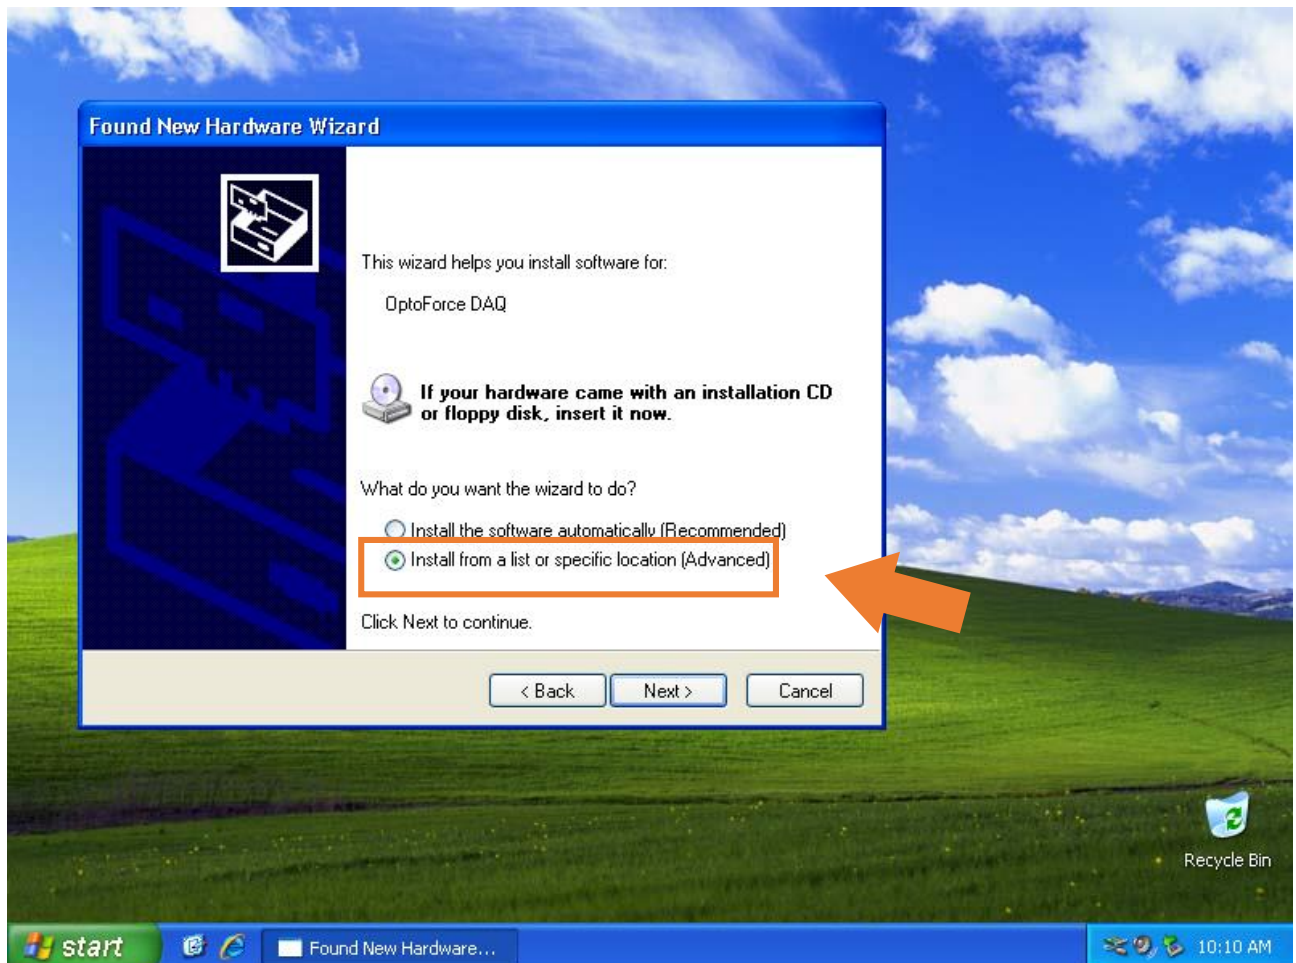 Found New Hardware Wizard
This wizard helps you install software for:
OptoForce DAQ
If your hardware came with an installation CD
or floppy disk, insert it now.
What do you want the wizard to do?
Install the software automatically (Recommended)
Install from a list or specific location (Advanced)
Click Next to continue.
< Back
Next >
Cancel
Recycle Bin
start
Found New Hardware...
10:10 AM